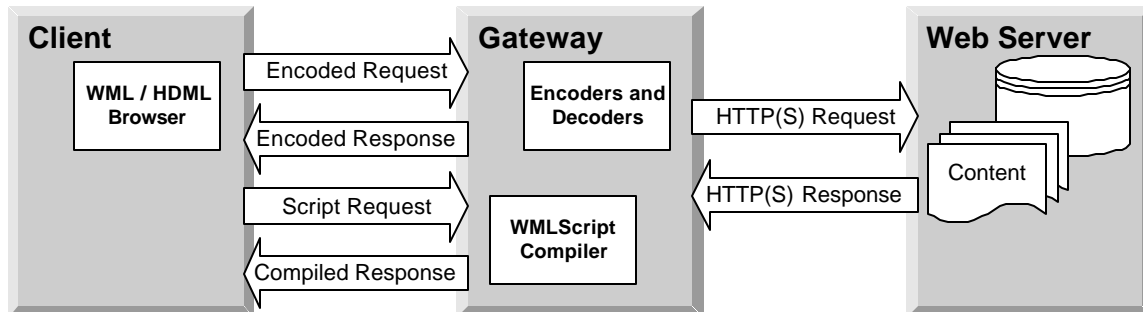 Client
WML / HDML
Browser
Encoded Request
Encoded Response
Script Request
Compiled Response
Gateway
Encoders and
Decoders
WMLScript
Compiler
HTTP(S) Request
HTTP(S) Response
Web Server
Content